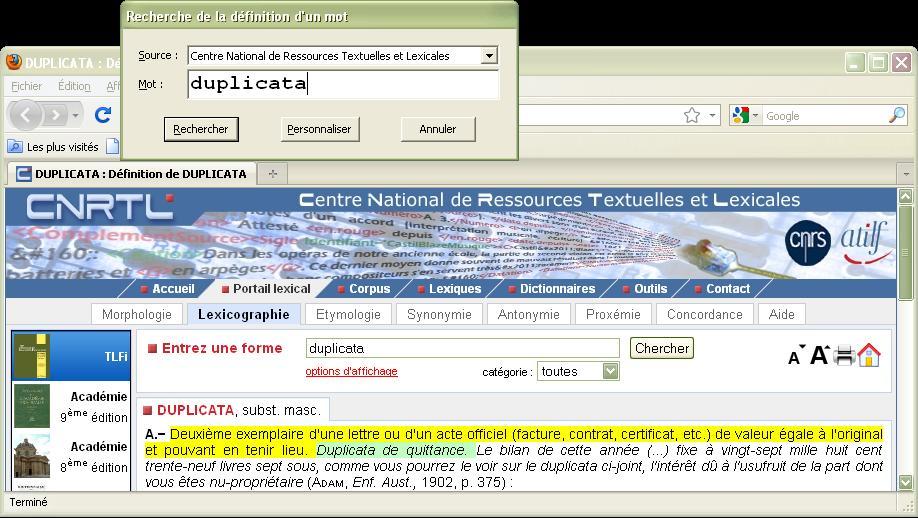 Recherche de la définition d'un mot
Source : Centre National de Ressources Textuelles et Lexicales
Mot : duplicata
Rechercher Personnaliser Annuler
DUPLICATA : Dé
Fichier Édition Aff
Google
Les plus visités
DUPLICATA : Définition de DUPLICATA
CNRTL Centre National de Ressources Textuelles et Lexicales
cnrs atilf
Accueil Portail lexical Corpus Lexiques Dictionnaires Outils Contact
Morphologie Lexicographie Etymologie Synonymie Antonymie Proxémie Concordance Aide
TLFi
Académie
9ème édition
Académie
8ème édition
Entrez une forme duplicata Chercher
options d'affichage catégorie : toutes
A A
DUPLICATA, subst. masc.
A.− Deuxième exemplaire d'une lettre ou d'un acte officiel (facture, contrat, certificat, etc.) de valeur égale à l'original
et pouvant en tenir lieu. Duplicata de quittance. Le bilan de cette année (...) fixe à vingt-sept mille huit cent
trente-neuf livres sept sous, comme vous pourrez le voir sur le duplicata ci-joint, l'intérêt dû à l'usufruit de la part dont
vous êtes nu-propriétaire (ADAM, Enf. Aust., 1902, p. 375) :
Terminé